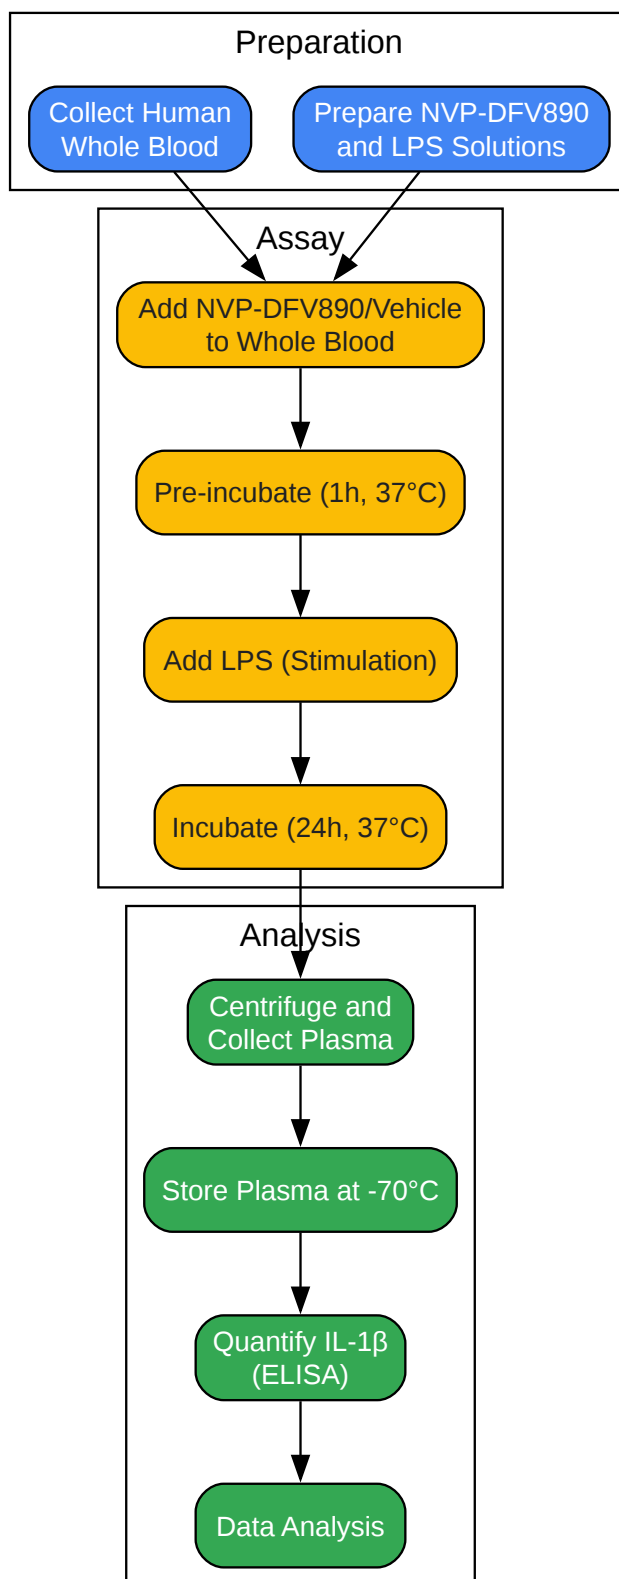 Preparation
Collect Human
Whole Blood
Prepare NVP-DFV890
and LPS Solutions
Assay
Add NVP-DFV890/Vehicle
to Whole Blood
Pre-incubate (1h, 37°C)
Add LPS (Stimulation)
Incubate (24h, 37°C)
Analysis
Centrifuge and
Collect Plasma
Store Plasma at -70°C
Quantify IL-1β
(ELISA)
Data Analysis